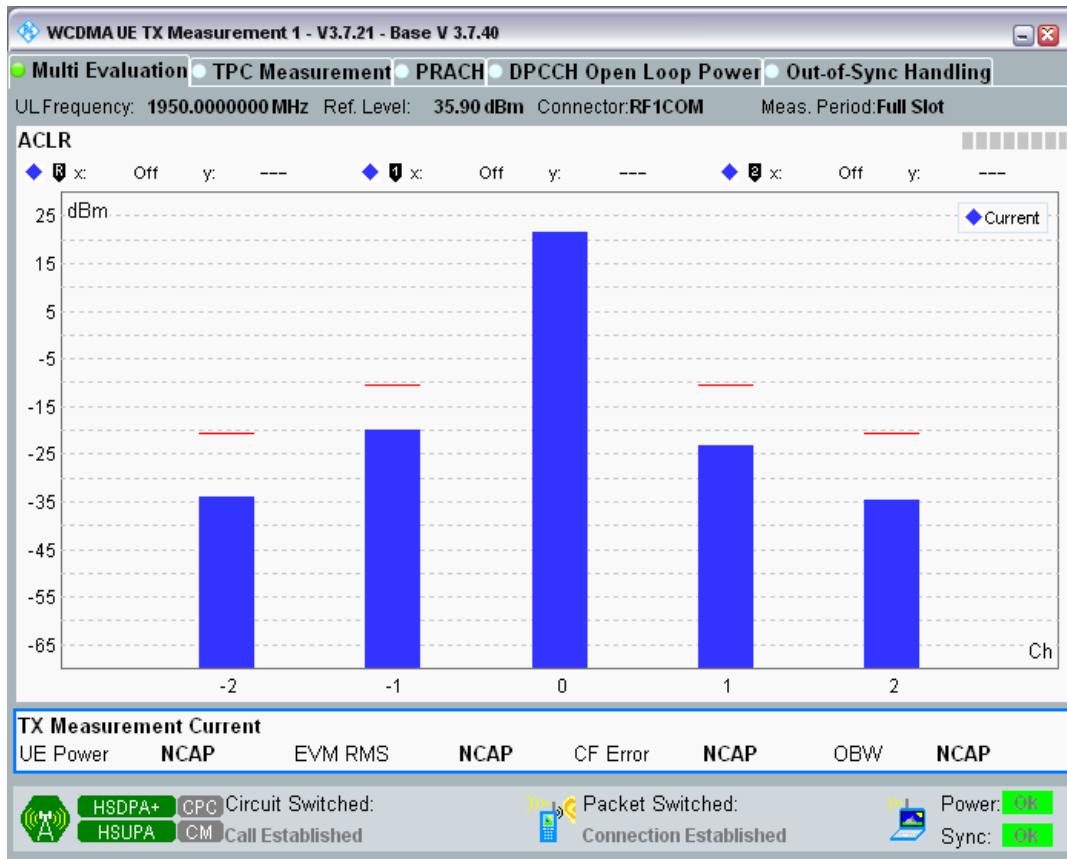 WCDMA UE TX Measurement 1 - V3.7.21 - Base V 3.7.40
Multi Evaluation TPC Measurement PRACH DPCCH Open Loop Power Out-of-Sync Handling
UL Frequency: 1950.0000000 MHz Ref. Level: 35.90 dBm Connector:RF1COM Meas. Period:Full Slot
ACLR
R x: Off y: --- 1 x: Off y: --- 2 x: Off y: ---
dBm
Current
25
15
5
-5
-15
-25
-35
-45
-55
-65
Ch
-2 -1 0 1 2
TX Measurement Current
UE Power NCAP EVM RMS NCAP CF Error NCAP OBW NCAP
HSDPA+ CPC Circuit Switched: Packet Switched: Power: Ok
HSUPA CM Call Established Connection Established Sync: Ok